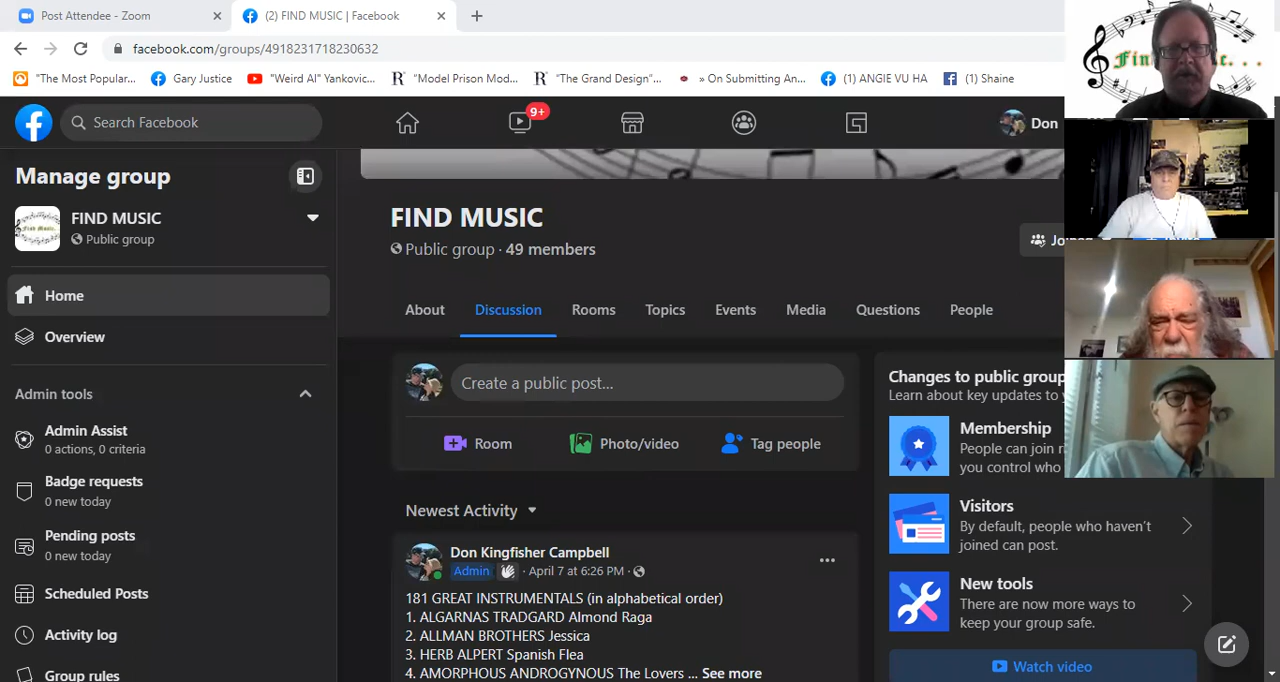 Post Attendee - Zoom
(2) FIND MUSIC | Facebook
facebook.com/groups/4918231718230632
"The Most Popular...
Gary Justice
"Weird Al" Yankovic...
"Model Prison Mod...
"The Grand Design"...
» On Submitting An...
(1) ANGIE VU HA
(1) Shaine
Search Facebook
9+
Don
Manage group
FIND MUSIC
Public group
Home
Overview
Admin tools
Admin Assist
0 actions, 0 criteria
Badge requests
0 new today
Pending posts
0 new today
Scheduled Posts
Activity log
Group rules
FIND MUSIC
Public group · 49 members
About
Discussion
Rooms
Topics
Events
Media
Questions
People
Create a public post...
Room
Photo/video
Tag people
Newest Activity
Don Kingfisher Campbell
Admin · April 7 at 6:26 PM ·
181 GREAT INSTRUMENTALS (in alphabetical order)
1. ALGARNAS TRADGARD Almond Raga
2. ALLMAN BROTHERS Jessica
3. HERB ALPERT Spanish Flea
4. AMORPHOUS ANDROGYNOUS The Lovers ... See more
Changes to public group
Learn about key updates to
Membership
People can join
you control who
Visitors
By default, people who haven't
joined can post.
New tools
There are now more ways to
keep your group safe.
Watch video